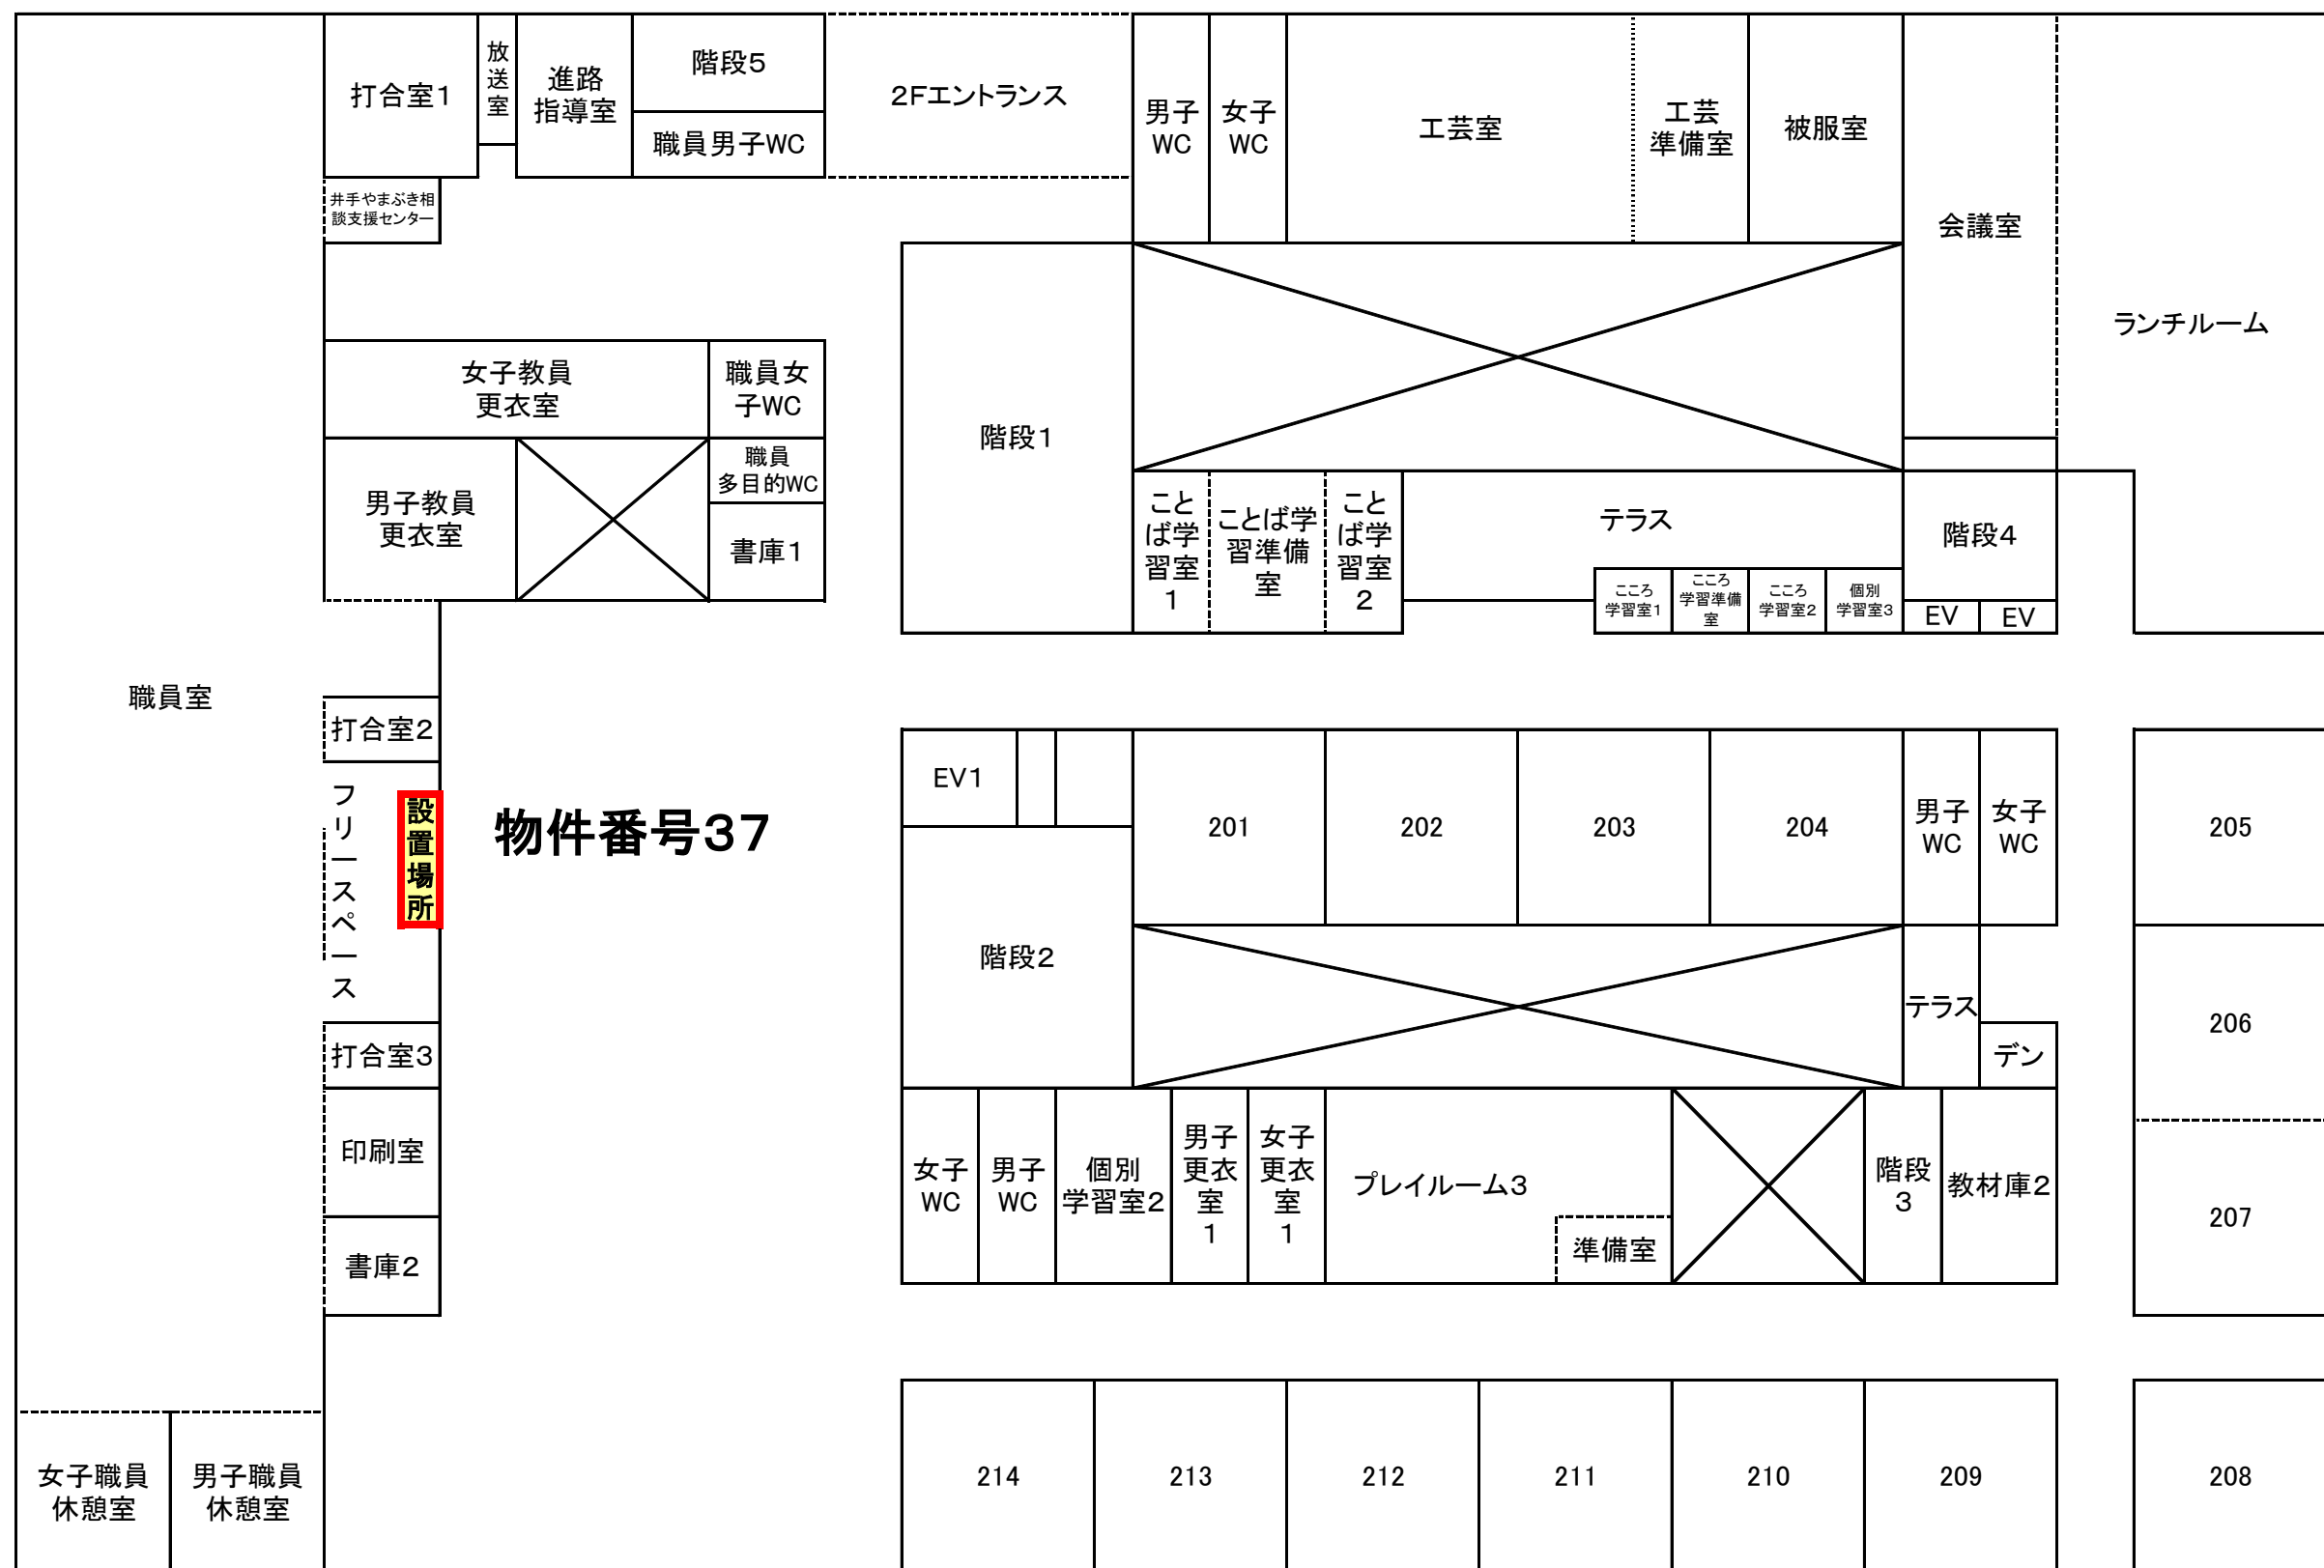 打合室1
放
送
室
進路
指導室
階段5
職員男子WC
2Fエントランス
男子
WC
女子
WC
工芸室
工芸
準備室
被服室
会議室
ランチルーム
井手やまぶき相
談支援センター
女子教員
更衣室
職員女
子WC
男子教員
更衣室
職員
多目的WC
書庫1
階段1
こと
ば学
習室
1
ことば学
習準備
室
こと
ば学
習室
2
テラス
こころ
学習室1
こころ
学習準備
室
こころ
学習室2
個別
学習室3
階段4
EV
EV
職員室
打合室2
フリースペース
設置場所
物件番号37
打合室3
印刷室
書庫2
EV1
201
202
203
204
男子
WC
女子
WC
205
階段2
テラス
デン
206
女子
WC
男子
WC
個別
学習室2
男子
更衣
室
1
女子
更衣
室
1
プレイルーム3
準備室
階段
3
教材庫2
207
女子職員
休憩室
男子職員
休憩室
214
213
212
211
210
209
208